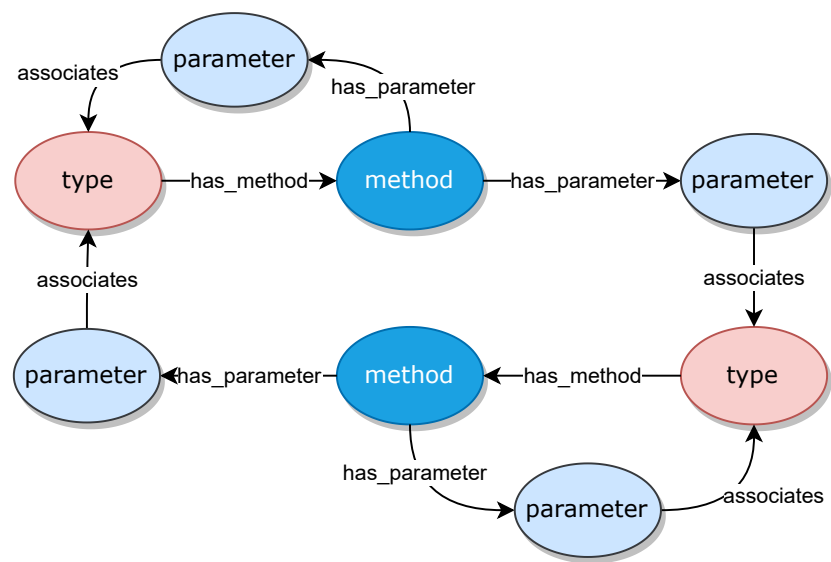 parameter
associates
has_parameter
type
has_method
method
has_parameter
parameter
associates
associates
parameter
has_parameter
method
has_method
type
has_parameter
parameter
associates